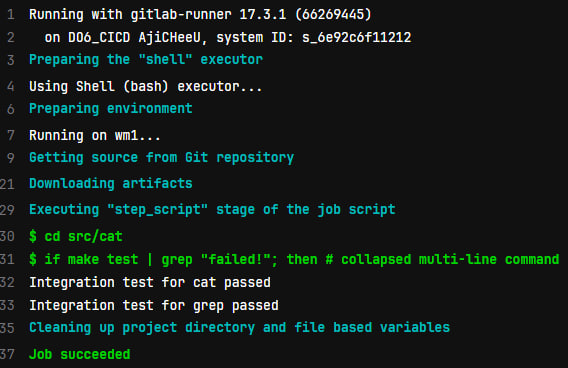 1 Running with gitlab-runner 17.3.1 (66269445)
2 on DO6_CICD AjiCHeeU, system ID: s_6e92c6f11212
3 Preparing the "shell" executor
4 Using Shell (bash) executor...
6 Preparing environment
7 Running on wm1...
9 Getting source from Git repository
21 Downloading artifacts
29 Executing "step_script" stage of the job script
30 $ cd src/cat
31 $ if make test | grep "failed!"; then # collapsed multi-line command
32 Integration test for cat passed
33 Integration test for grep passed
35 Cleaning up project directory and file based variables
37 Job succeeded